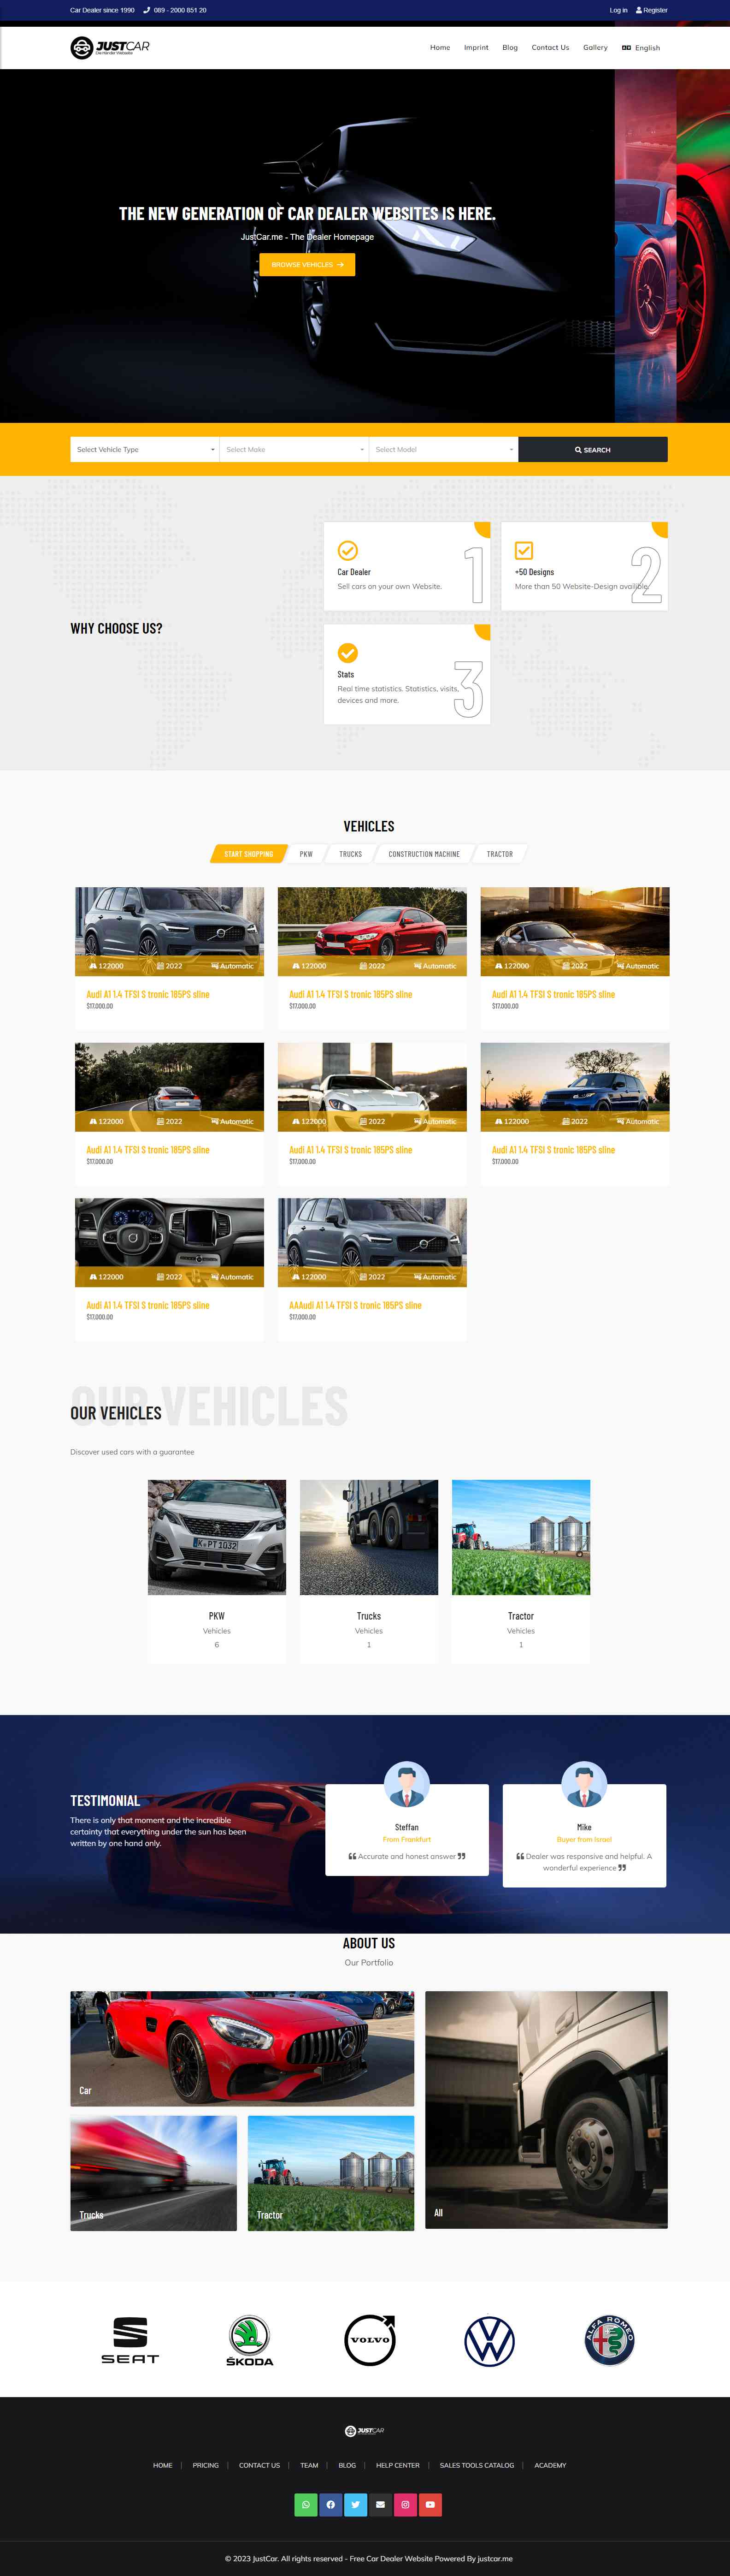 Car Dealer since 1990 089 - 2000 851 20 Log in Register
JUSTCAR
Home Imprint Blog Contact Us Gallery English
THE NEW GENERATION OF CAR DEALER WEBSITES IS HERE.
JustCar.me - The Dealer Homepage
BROWSE VEHICLES
Select Vehicle Type Select Make Select Model SEARCH
WHY CHOOSE US?
1
Car Dealer
Sell cars on your own Website.
2
+50 Designs
More than 50 Website-Design available.
3
Stats
Real time statistics. Statistics, visits,
devices and more.
VEHICLES
START SHOPPING PKW TRUCKS CONSTRUCTION MACHINE TRACTOR
122000 2022 Automatic 122000 2022 Automatic 122000 2022 Automatic
Audi A1 1.4 TFSI S tronic 185PS sline Audi A1 1.4 TFSI S tronic 185PS sline Audi A1 1.4 TFSI S tronic 185PS sline
$17,000.00 $17,000.00 $17,000.00
122000 2022 Automatic 122000 2022 Automatic 122000 2022 Automatic
Audi A1 1.4 TFSI S tronic 185PS sline Audi A1 1.4 TFSI S tronic 185PS sline Audi A1 1.4 TFSI S tronic 185PS sline
$17,000.00 $17,000.00 $17,000.00
122000 2022 Automatic 122000 2022 Automatic
Audi A1 1.4 TFSI S tronic 185PS sline AAAudi A1 1.4 TFSI S tronic 185PS sline
$17,000.00 $17,000.00
OUR VEHICLES
OUR VEHICLES
Discover used cars with a guarantee
K PT 1032
PKW Trucks Tractor
Vehicles Vehicles Vehicles
6 1 1
TESTIMONIAL
There is only that moment and the incredible
certainty that everything under the sun has been
written by one hand only.
Steffan
From Frankfurt
Accurate and honest answer
Mike
Buyer from Israel
Dealer was responsive and helpful. A
wonderful experience
ABOUT US
Our Portfolio
Car
Trucks
Tractor
All
SEAT ŠKODA VOLVO ALFA ROMEO
JUSTCAR
HOME PRICING CONTACT US TEAM BLOG HELP CENTER SALES TOOLS CATALOG ACADEMY
© 2023 JustCar. All rights reserved - Free Car Dealer Website Powered By justcar.me